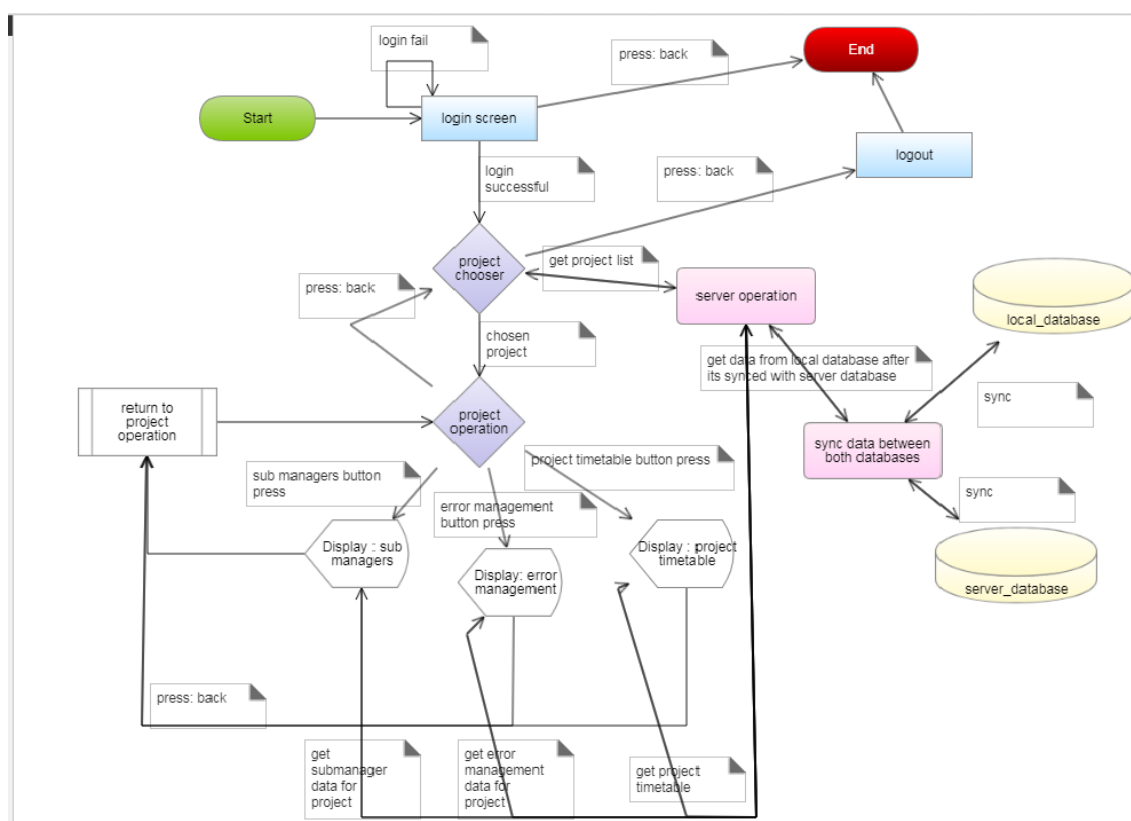 login fail
press: back
End
Start
login screen
logout
login
successful
press: back
project
chooser
get project list
press: back
server operation
local_database
chosen
project
get data from local database after
its synced with server database
sync
return to
project
operation
project
operation
sync data between
both databases
sub managers button
press
project timetable button press
error management
button press
sync
Display : sub
managers
Display: error
management
Display : project
timetable
server_database
press: back
get
submanager
data for
project
get error
management
data for
project
get project
timetable